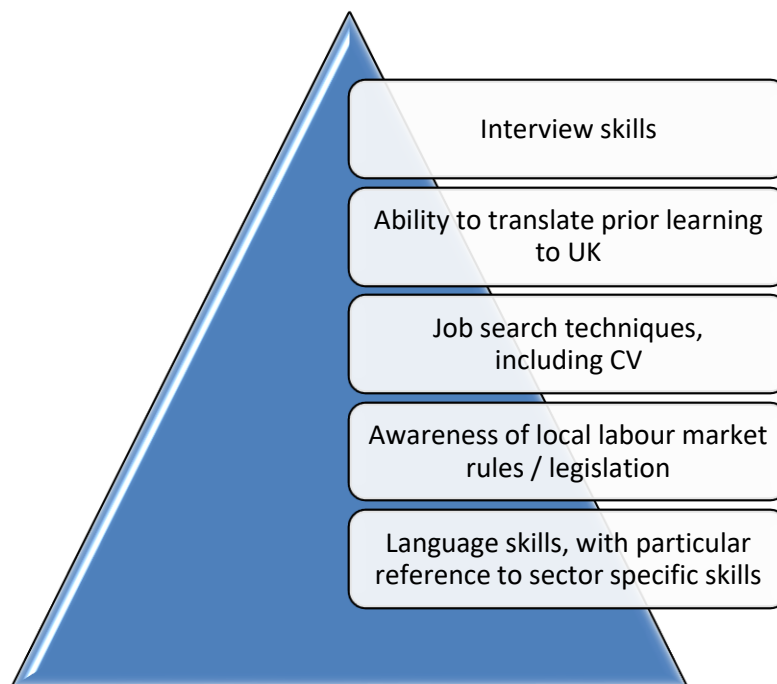 Interview skills
Ability to translate prior learning
to UK
Job search techniques,
including CV
Awareness of local labour market
rules / legislation
Language skills, with particular
reference to sector specific skills